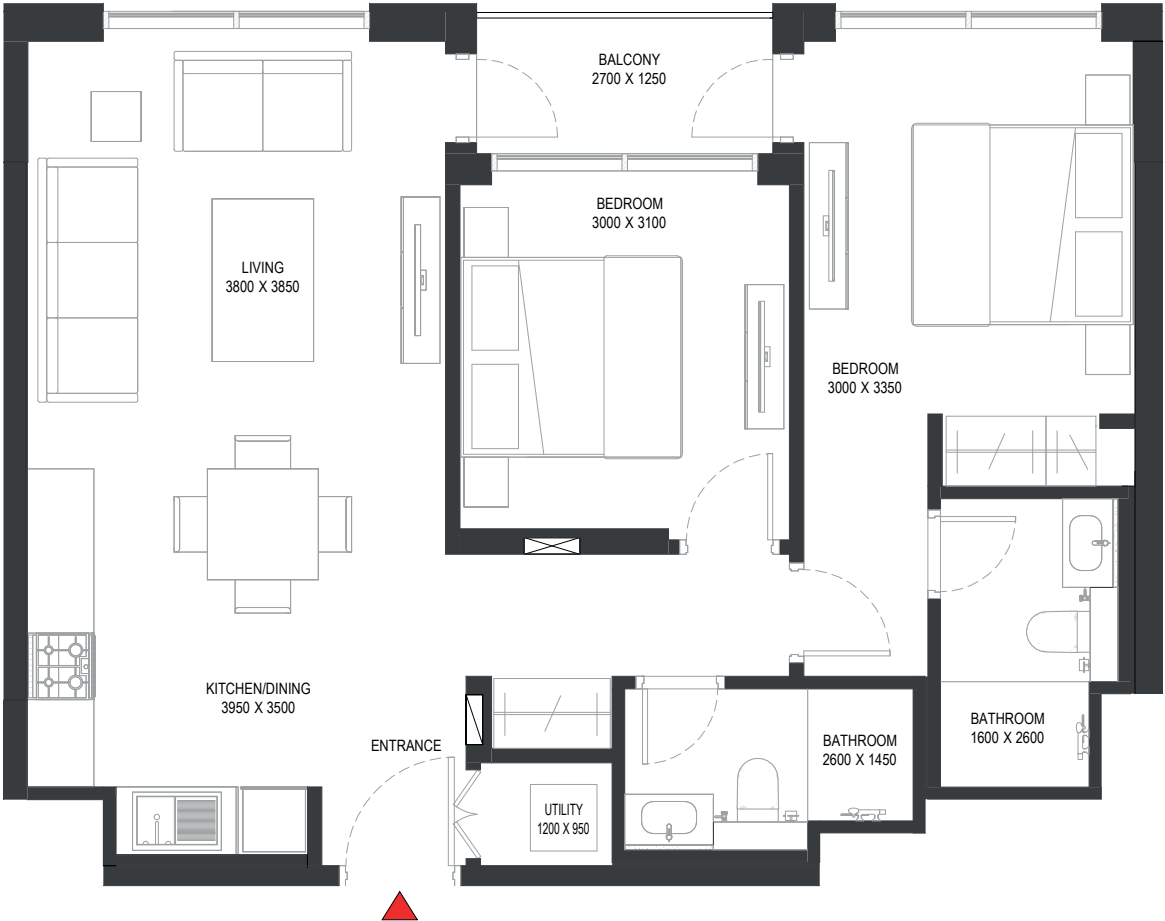 BALCONY
2700 X 1250
BEDROOM
3000 X 3100
LIVING
3800 X 3850
BEDROOM
3000 X 3350
KITCHEN/DINING
3950 X 3500
ENTRANCE
BATHROOM
2600 X 1450
BATHROOM
1600 X 2600
UTILITY
1200 X 950